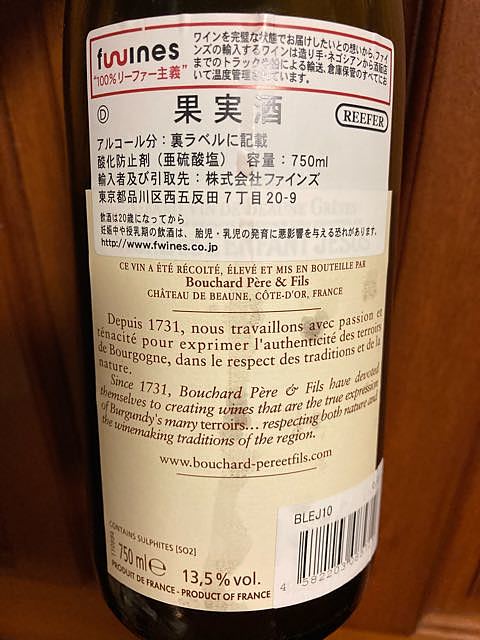 fwines
"100%リーファー主義"
ワインを完璧な状態でお届けしたいとの想いから、ファイ
ンズの輸入するワインは造り手・ネゴシアンから直販店
までのトラックや船による輸送、倉庫保管のすべてにお
いて温度管理されています。
D
果実酒
REEFER
アルコール分：裏ラベルに記載
酸化防止剤（亜硫酸塩） 容量：750ml
輸入者及び引取先：株式会社ファインズ
東京都品川区西五反田７丁目20-9
飲酒は20歳になってから
妊娠中や授乳期の飲酒は、胎児・乳児の発育に悪影響を与える恐れがあります。
http://www.fwines.co.jp
CE VIN A ÉTÉ RÉCOLTÉ, ÉLEVÉ ET MIS EN BOUTEILLE PAR
Bouchard Père & Fils
CHÂTEAU DE BEAUNE, CÔTE-D'OR, FRANCE
Depuis 1731, nous travaillons avec passion et
ténacité pour exprimer l'authenticité des terroirs
de Bourgogne, dans le respect des traditions et de la
nature.
Since 1731, Bouchard Père & Fils have devoted
themselves to creating wines that are the true expression
of Burgundy's many terroirs... respecting both nature and
the winemaking traditions of the region.
www.bouchard-pereetfils.com
BLEJ10
CONTAINS SULPHITES [SO2]
750 ml e
13,5% vol.
PRODUIT DE FRANCE - PRODUCT OF FRANCE